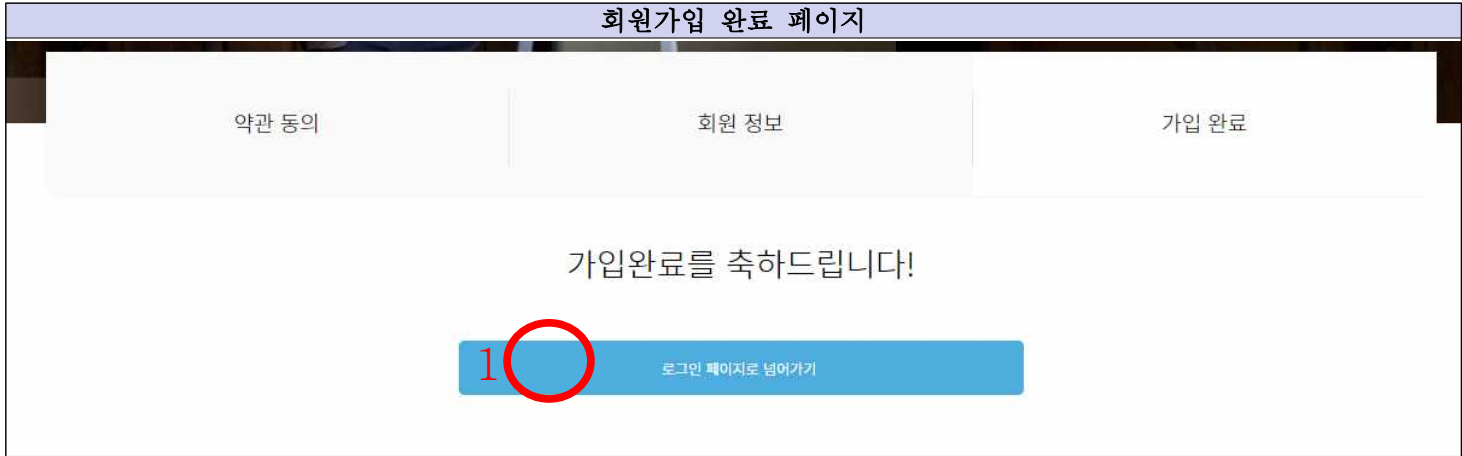 회원가입 완료 페이지
약관 동의
회원 정보
가입 완료
가입완료를 축하드립니다!
1
로그인 페이지로 넘어가기